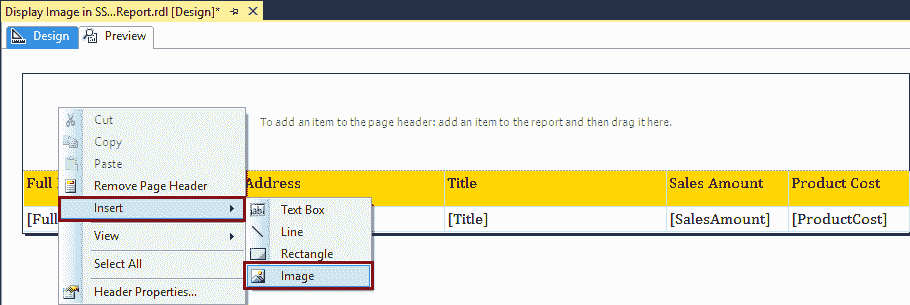 Display Image in SS...Report.rdl [Design]*
Design Preview
To add an item to the page header: add an item to the report and then drag it here.
Cut
Copy
Paste
Remove Page Header
Insert
View
Select All
Header Properties...
Text Box
Line
Rectangle
Image
Full Address Title Sales Amount Product Cost
[Full [Title] [SalesAmount] [ProductCost]